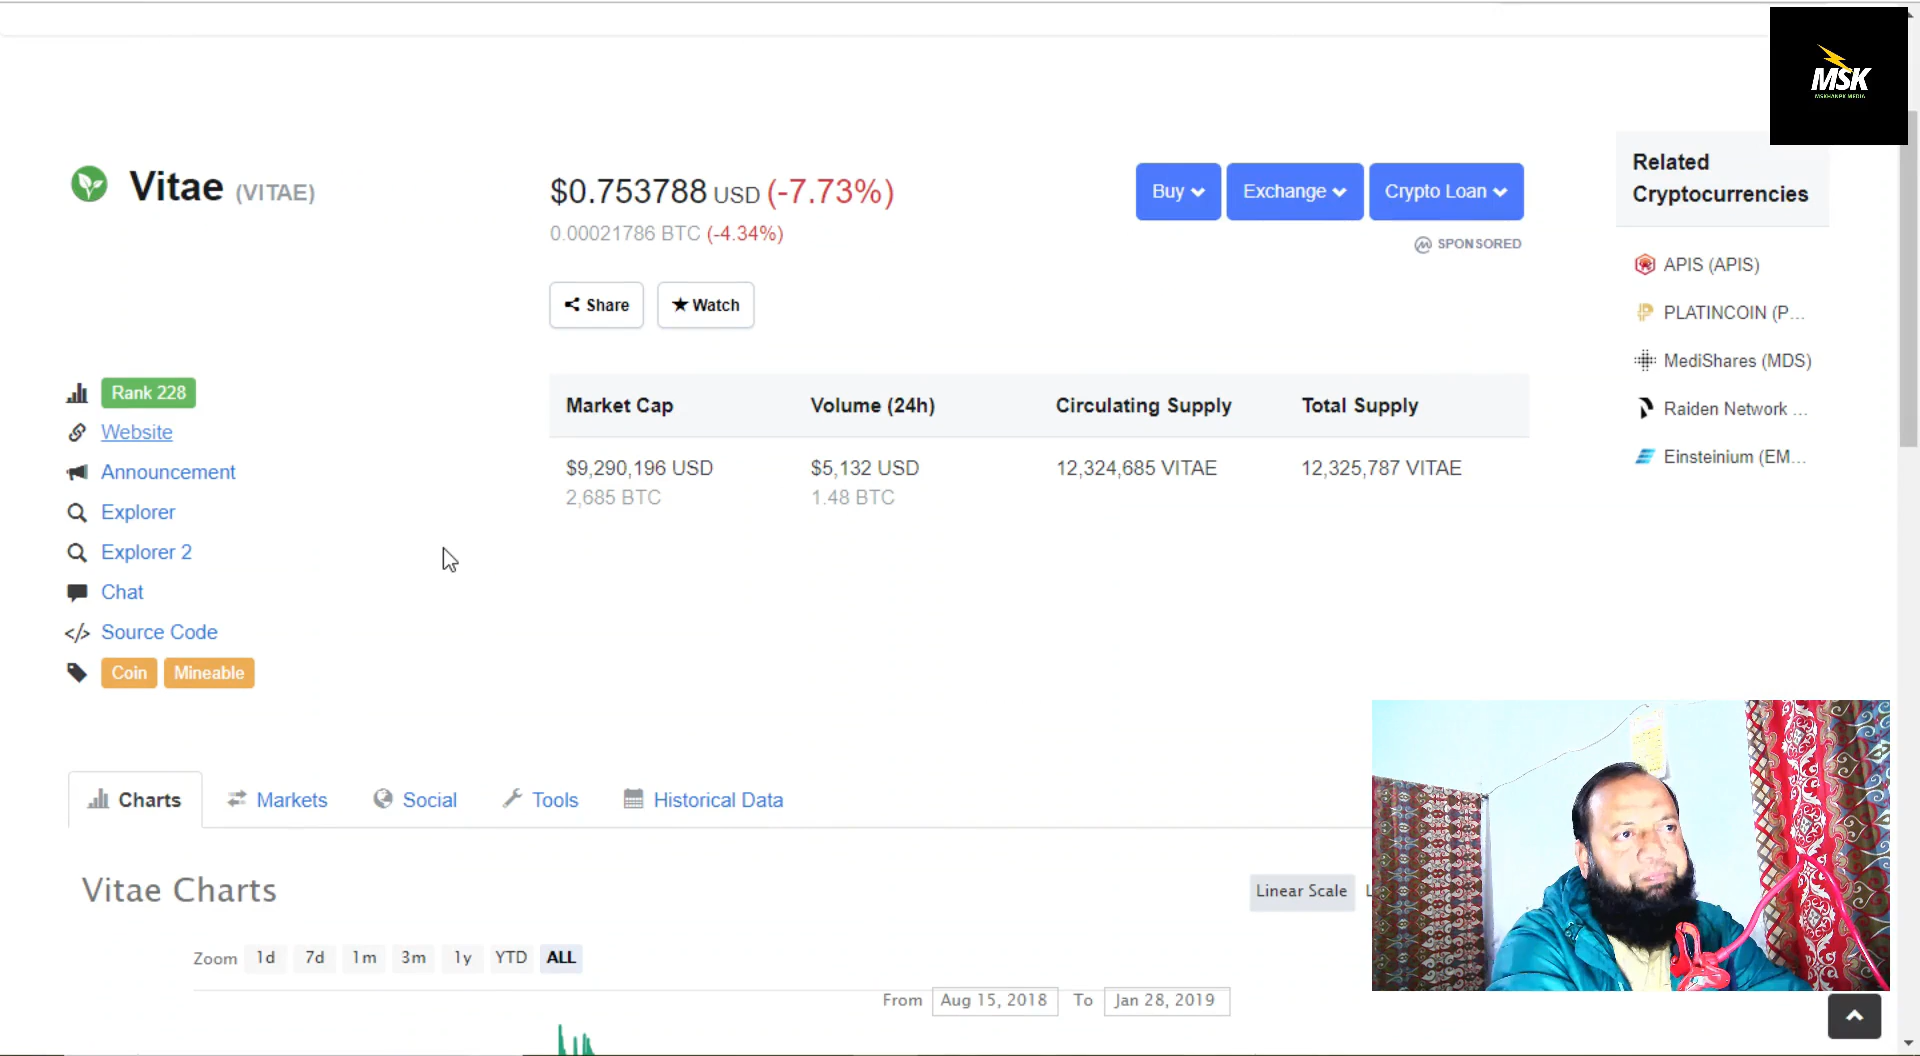 MSK
MSKHANPK MEDIA
Vitae (VITAE)
$0.753788 USD (-7.73%)
0.00021786 BTC (-4.34%)
Share
Watch
Buy
Exchange
Crypto Loan
SPONSORED
Related
Cryptocurrencies
APIS (APIS)
PLATINCOIN (P...
MediShares (MDS)
Raiden Network ...
Einsteinium (EM...
Rank 228
Website
Announcement
Explorer
Explorer 2
Chat
Source Code
Coin Mineable
Market Cap Volume (24h) Circulating Supply Total Supply
$9,290,196 USD $5,132 USD 12,324,685 VITAE 12,325,787 VITAE
2,685 BTC 1.48 BTC
Charts Markets Social Tools Historical Data
Vitae Charts
Linear Scale L
Zoom 1d 7d 1m 3m 1y YTD ALL
From Aug 15, 2018 To Jan 28, 2019